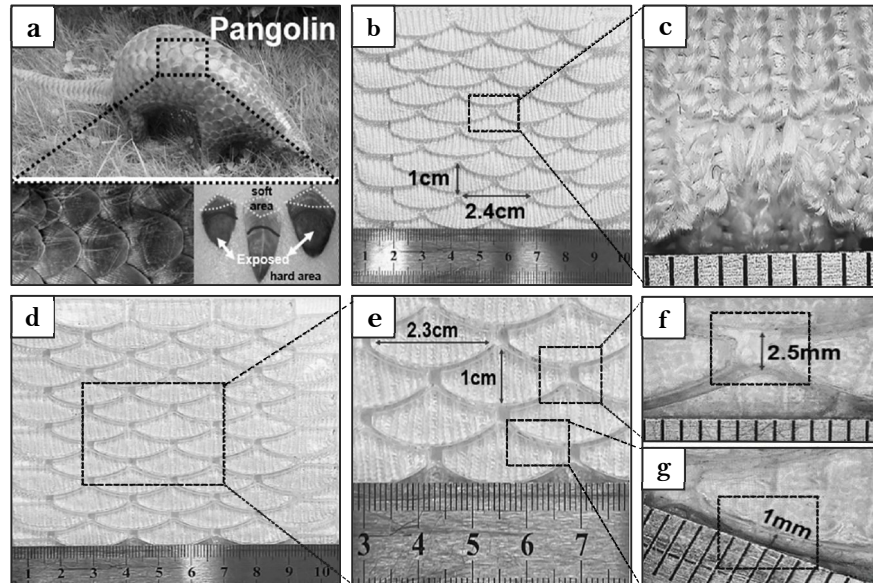 a
Pangolin
soft
area
Exposed
hard area
b
1cm
2.4cm
1 2 3 4 5 6 7 8 9 10
c
d
1 2 3 4 5 6 7 8 9 10
e
2.3cm
1cm
3 4 5 6 7
f
2.5mm
g
1mm